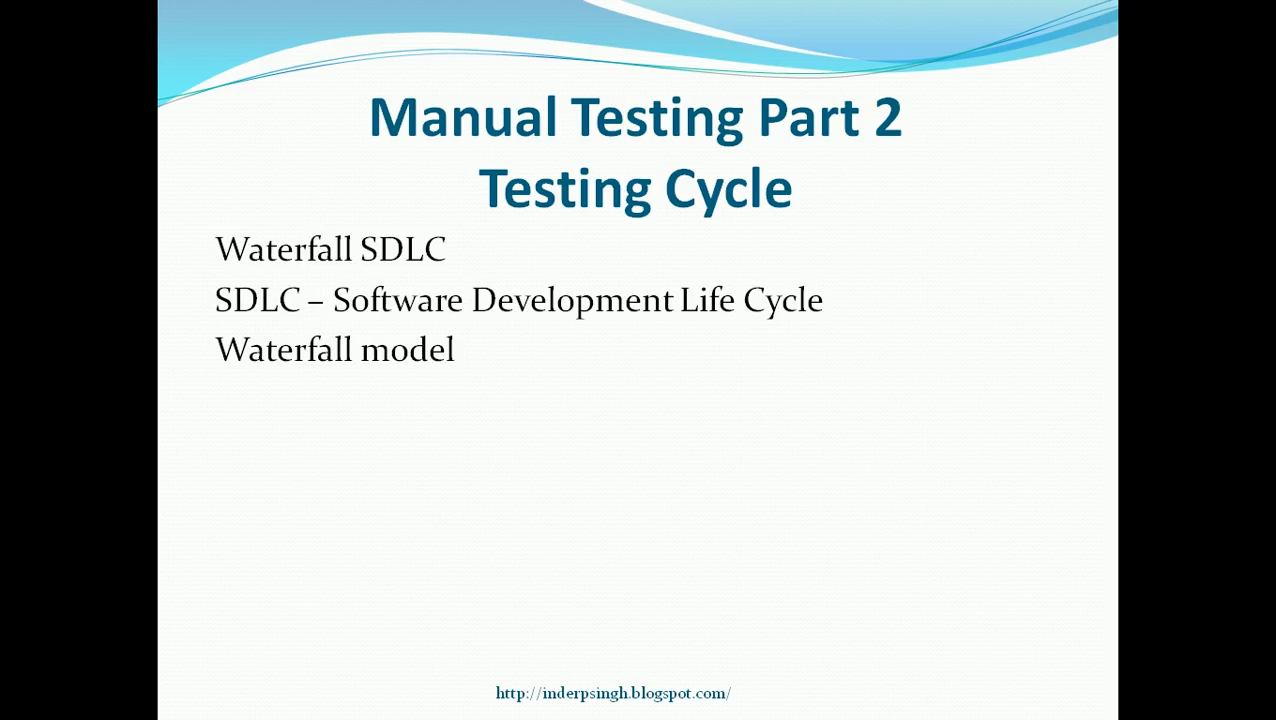 Manual Testing Part 2
Testing Cycle
Waterfall SDLC
SDLC – Software Development Life Cycle
Waterfall model
http://inderpsingh.blogspot.com/